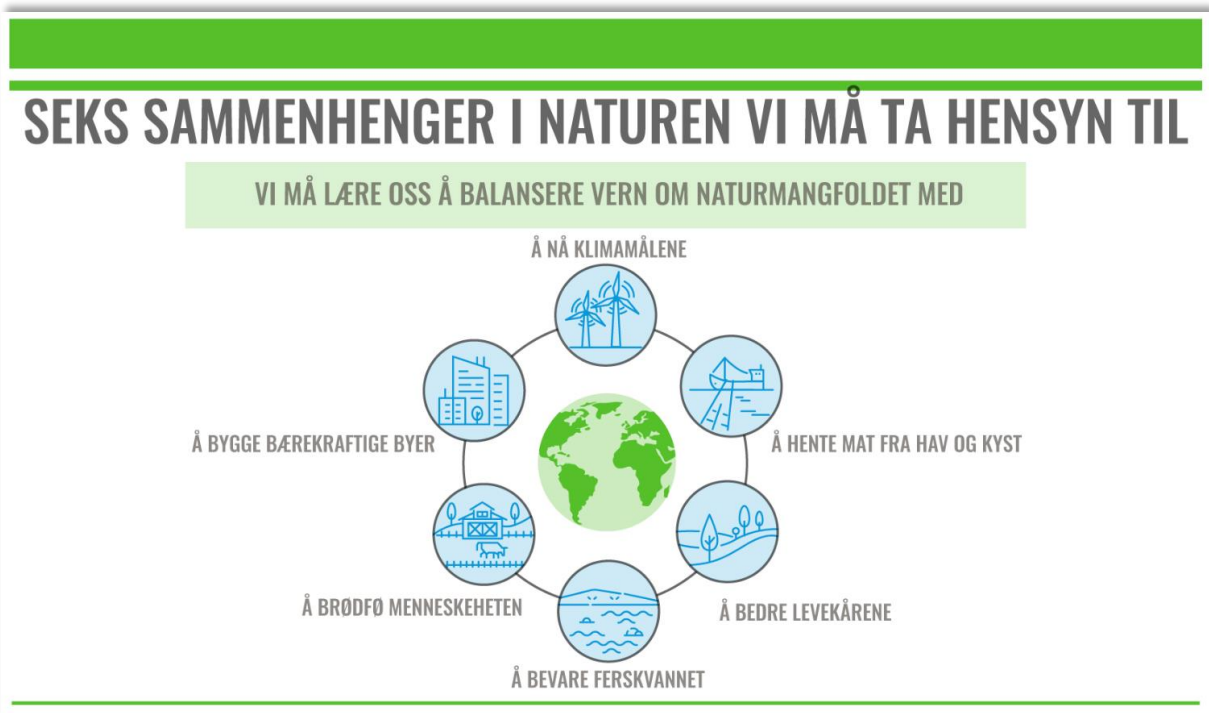 SEKS SAMMENHENGER I NATUREN VI MÅ TA HENSYN TIL
VI MÅ LÆRE OSS Å BALANSERE VERN OM NATURMANGFOLDET MED
Å NÅ KLIMAMÅLENE
Å HENTE MAT FRA HAV OG KYST
Å BEDRE LEVEKÅRENE
Å BEVARE FERSKVANNET
Å BRØDFØ MENNESKEHETEN
Å BYGGE BÆREKRAFTIGE BYER